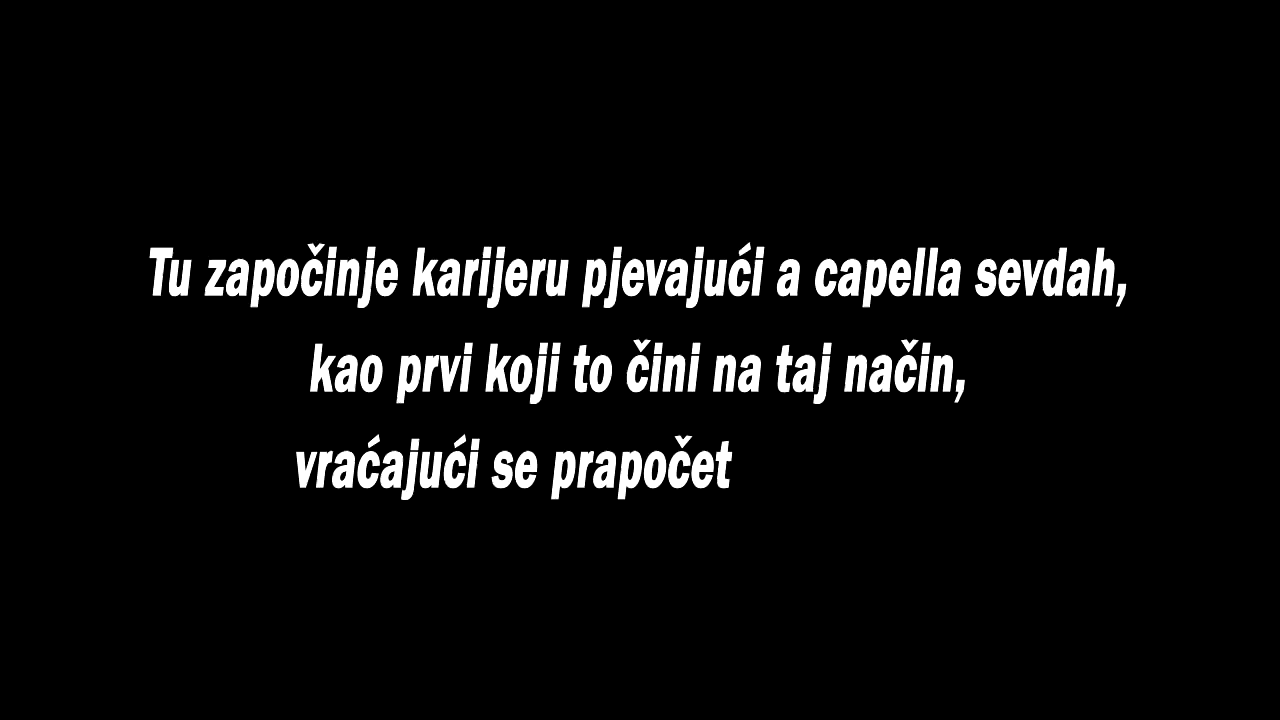 Tu započinje karijeru pjevajući a capella sevdah,
kao prvi koji to čini na taj način,
vraćajući se prapočet